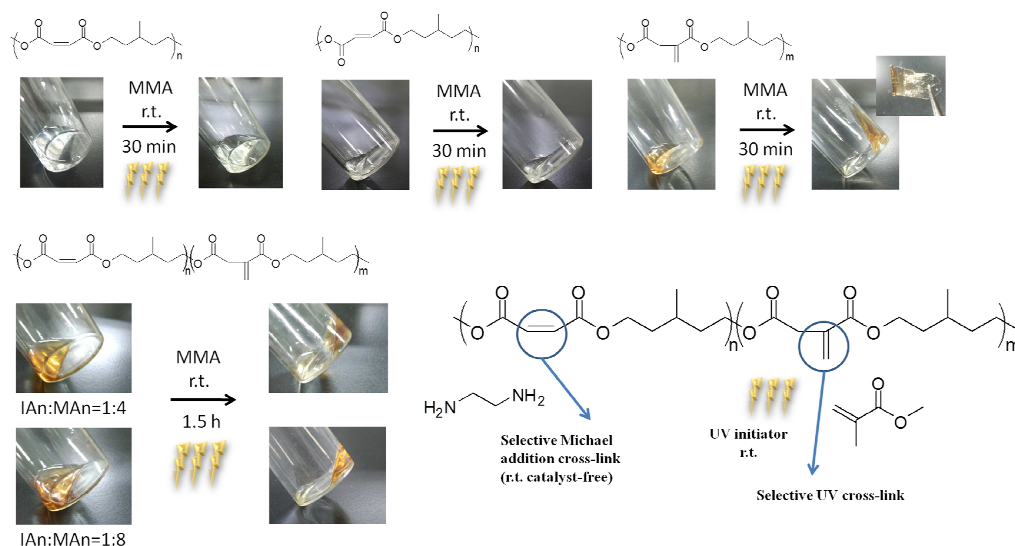 O
O
O
O
n
MMA
r.t.
30 min
O
O
O
O
n
MMA
r.t.
30 min
O
O
O
O
m
MMA
r.t.
30 min
O
O
O
O
n
O
O
O
O
m
IAn:MAn=1:4
IAn:MAn=1:8
MMA
r.t.
1.5 h
O
O
O
O
n
O
O
O
O
m
H₂N
NH₂
Selective Michael
addition cross-link
(r.t. catalyst-free)
UV initiator
r.t.
O
O
Selective UV cross-link